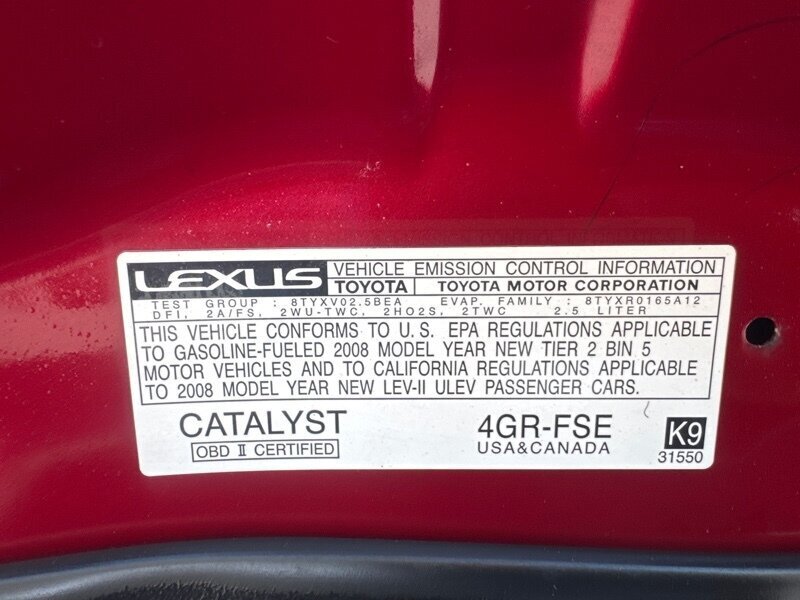 LEXUS VEHICLE EMISSION CONTROL INFORMATION
TOYOTA TOYOTA MOTOR CORPORATION
TEST GROUP : 8TYXV02.5BEA EVAP. FAMILY : 8TYXR0165A12
DFI, 2A/FS, 2WU-TWC, 2HO2S, 2TWC 2.5 LITER
THIS VEHICLE CONFORMS TO U.S. EPA REGULATIONS APPLICABLE
TO GASOLINE-FUELED 2008 MODEL YEAR NEW TIER 2 BIN 5
MOTOR VEHICLES AND TO CALIFORNIA REGULATIONS APPLICABLE
TO 2008 MODEL YEAR NEW LEV-II ULEV PASSENGER CARS.
CATALYST 4GR-FSE K9
OBD II CERTIFIED USA&CANADA 31550